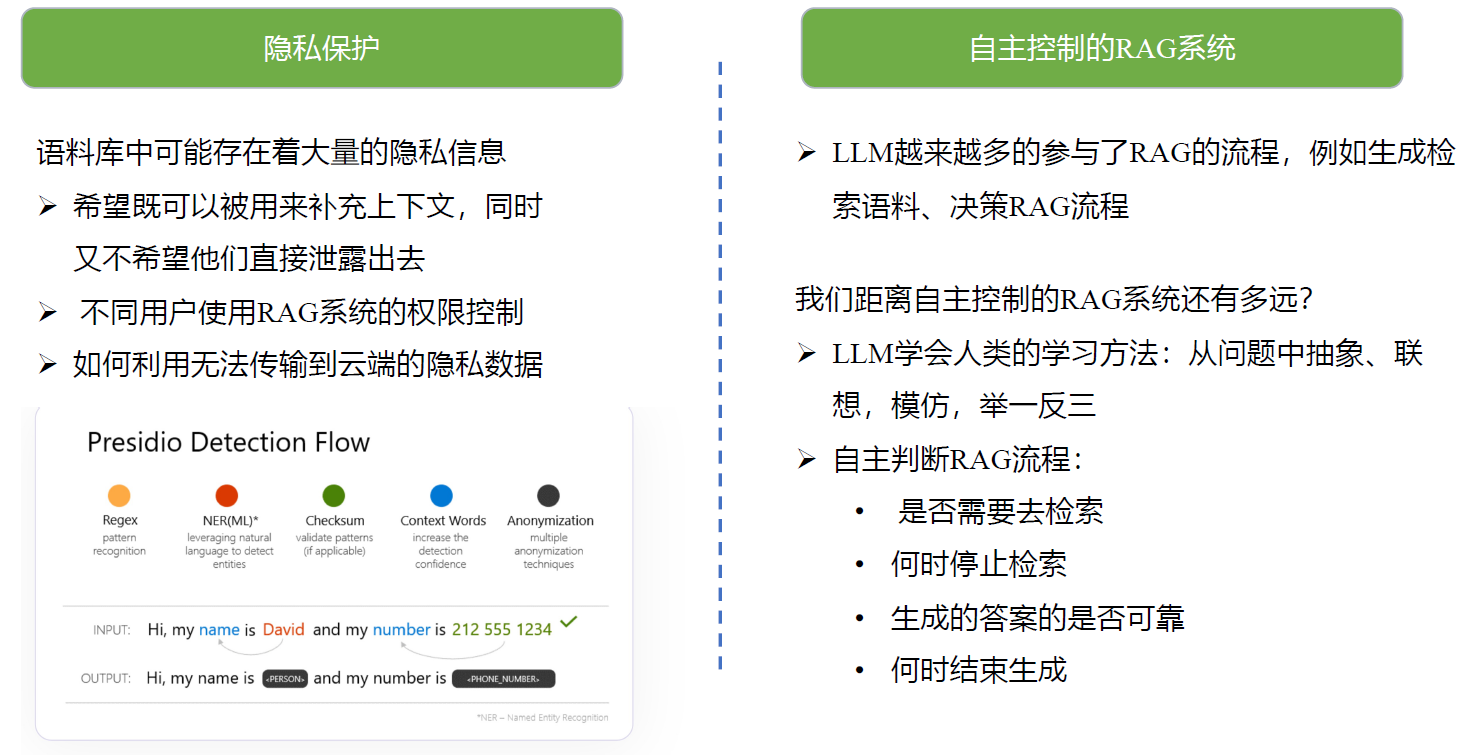 隐私保护
语料库中可能存在着大量的隐私信息
➢ 希望既可以被用来补充上下文，同时
又不希望他们直接泄露出去
➢ 不同用户使用RAG系统的权限控制
➢ 如何利用无法传输到云端的隐私数据
Presidio Detection Flow
Regex
pattern
recognition
NER(ML)*
leveraging natural
language to detect
entities
Checksum
validate patterns
(if applicable)
Context Words
increase the
detection
confidence
Anonymization
multiple
anonymization
techniques
INPUT: Hi, my name is David and my number is 212 555 1234
OUTPUT: Hi, my name is <PERSON> and my number is <PHONE_NUMBER>
*NER – Named Entity Recognition
自主控制的RAG系统
➢ LLM越来越多的参与了RAG的流程，例如生成检
索语料、决策RAG流程
我们距离自主控制的RAG系统还有多远？
➢ LLM学会人类的学习方法：从问题中抽象、联
想，模仿，举一反三
➢ 自主判断RAG流程：
• 是否需要去检索
• 何时停止检索
• 生成的答案的是否可靠
• 何时结束生成